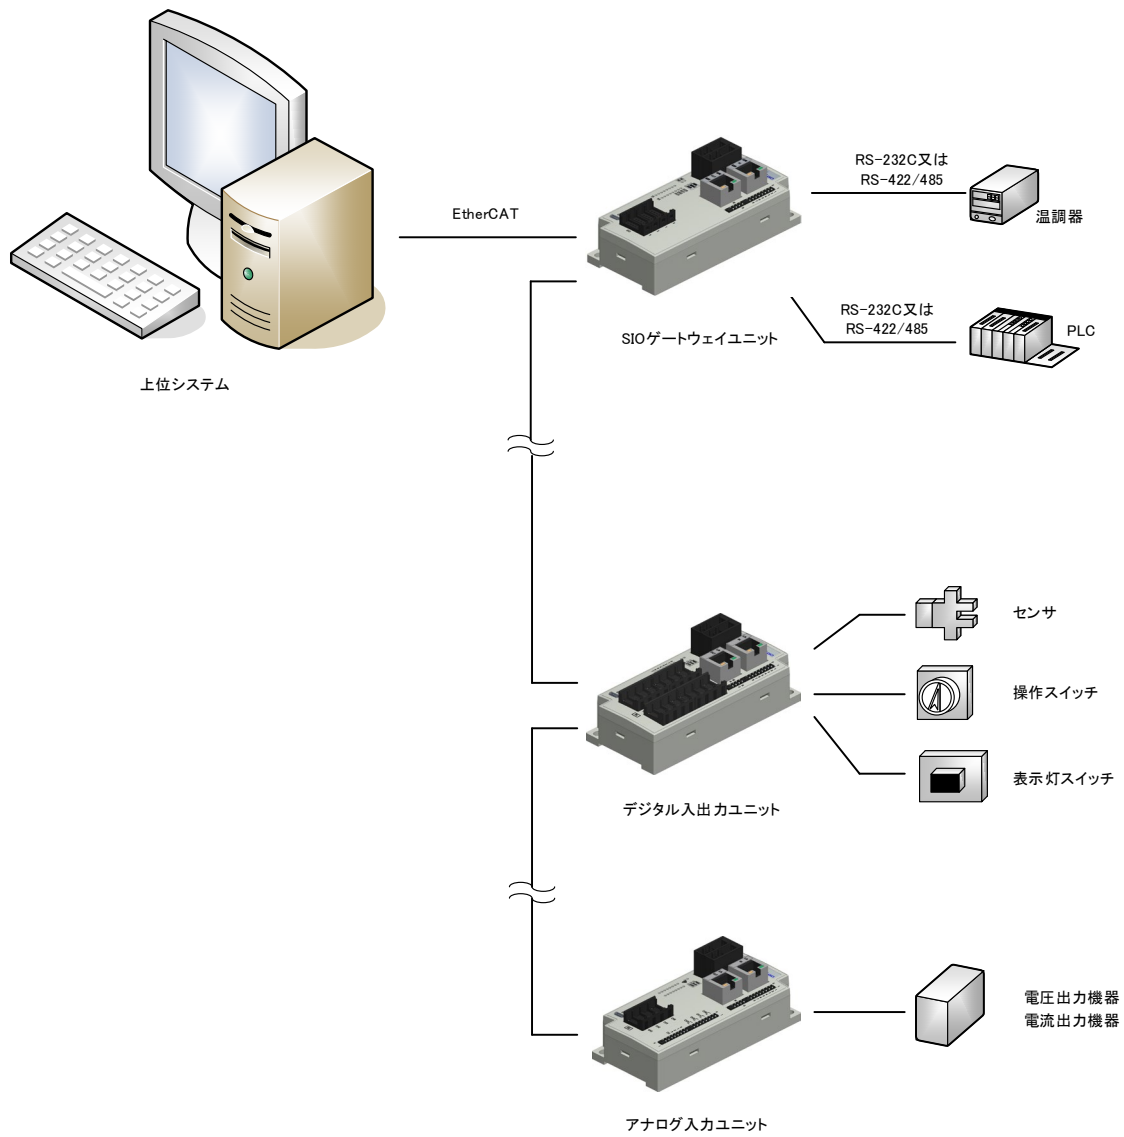 RS-232C又は
RS-422/485
温調器
EtherCAT
RS-232C又は
RS-422/485
PLC
SIOゲートウェイユニット
上位システム
センサ
操作スイッチ
表示灯スイッチ
デジタル入出力ユニット
電圧出力機器
電流出力機器
アナログ入力ユニット